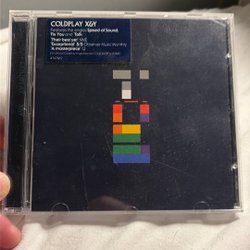 COLDPLAY X&Y
Features the singles Speed of Sound,
Fix You and Talk
'Their best yet' NME
'Exceptional' 5/5 Observer Music Monthly
'A masterpiece' Q